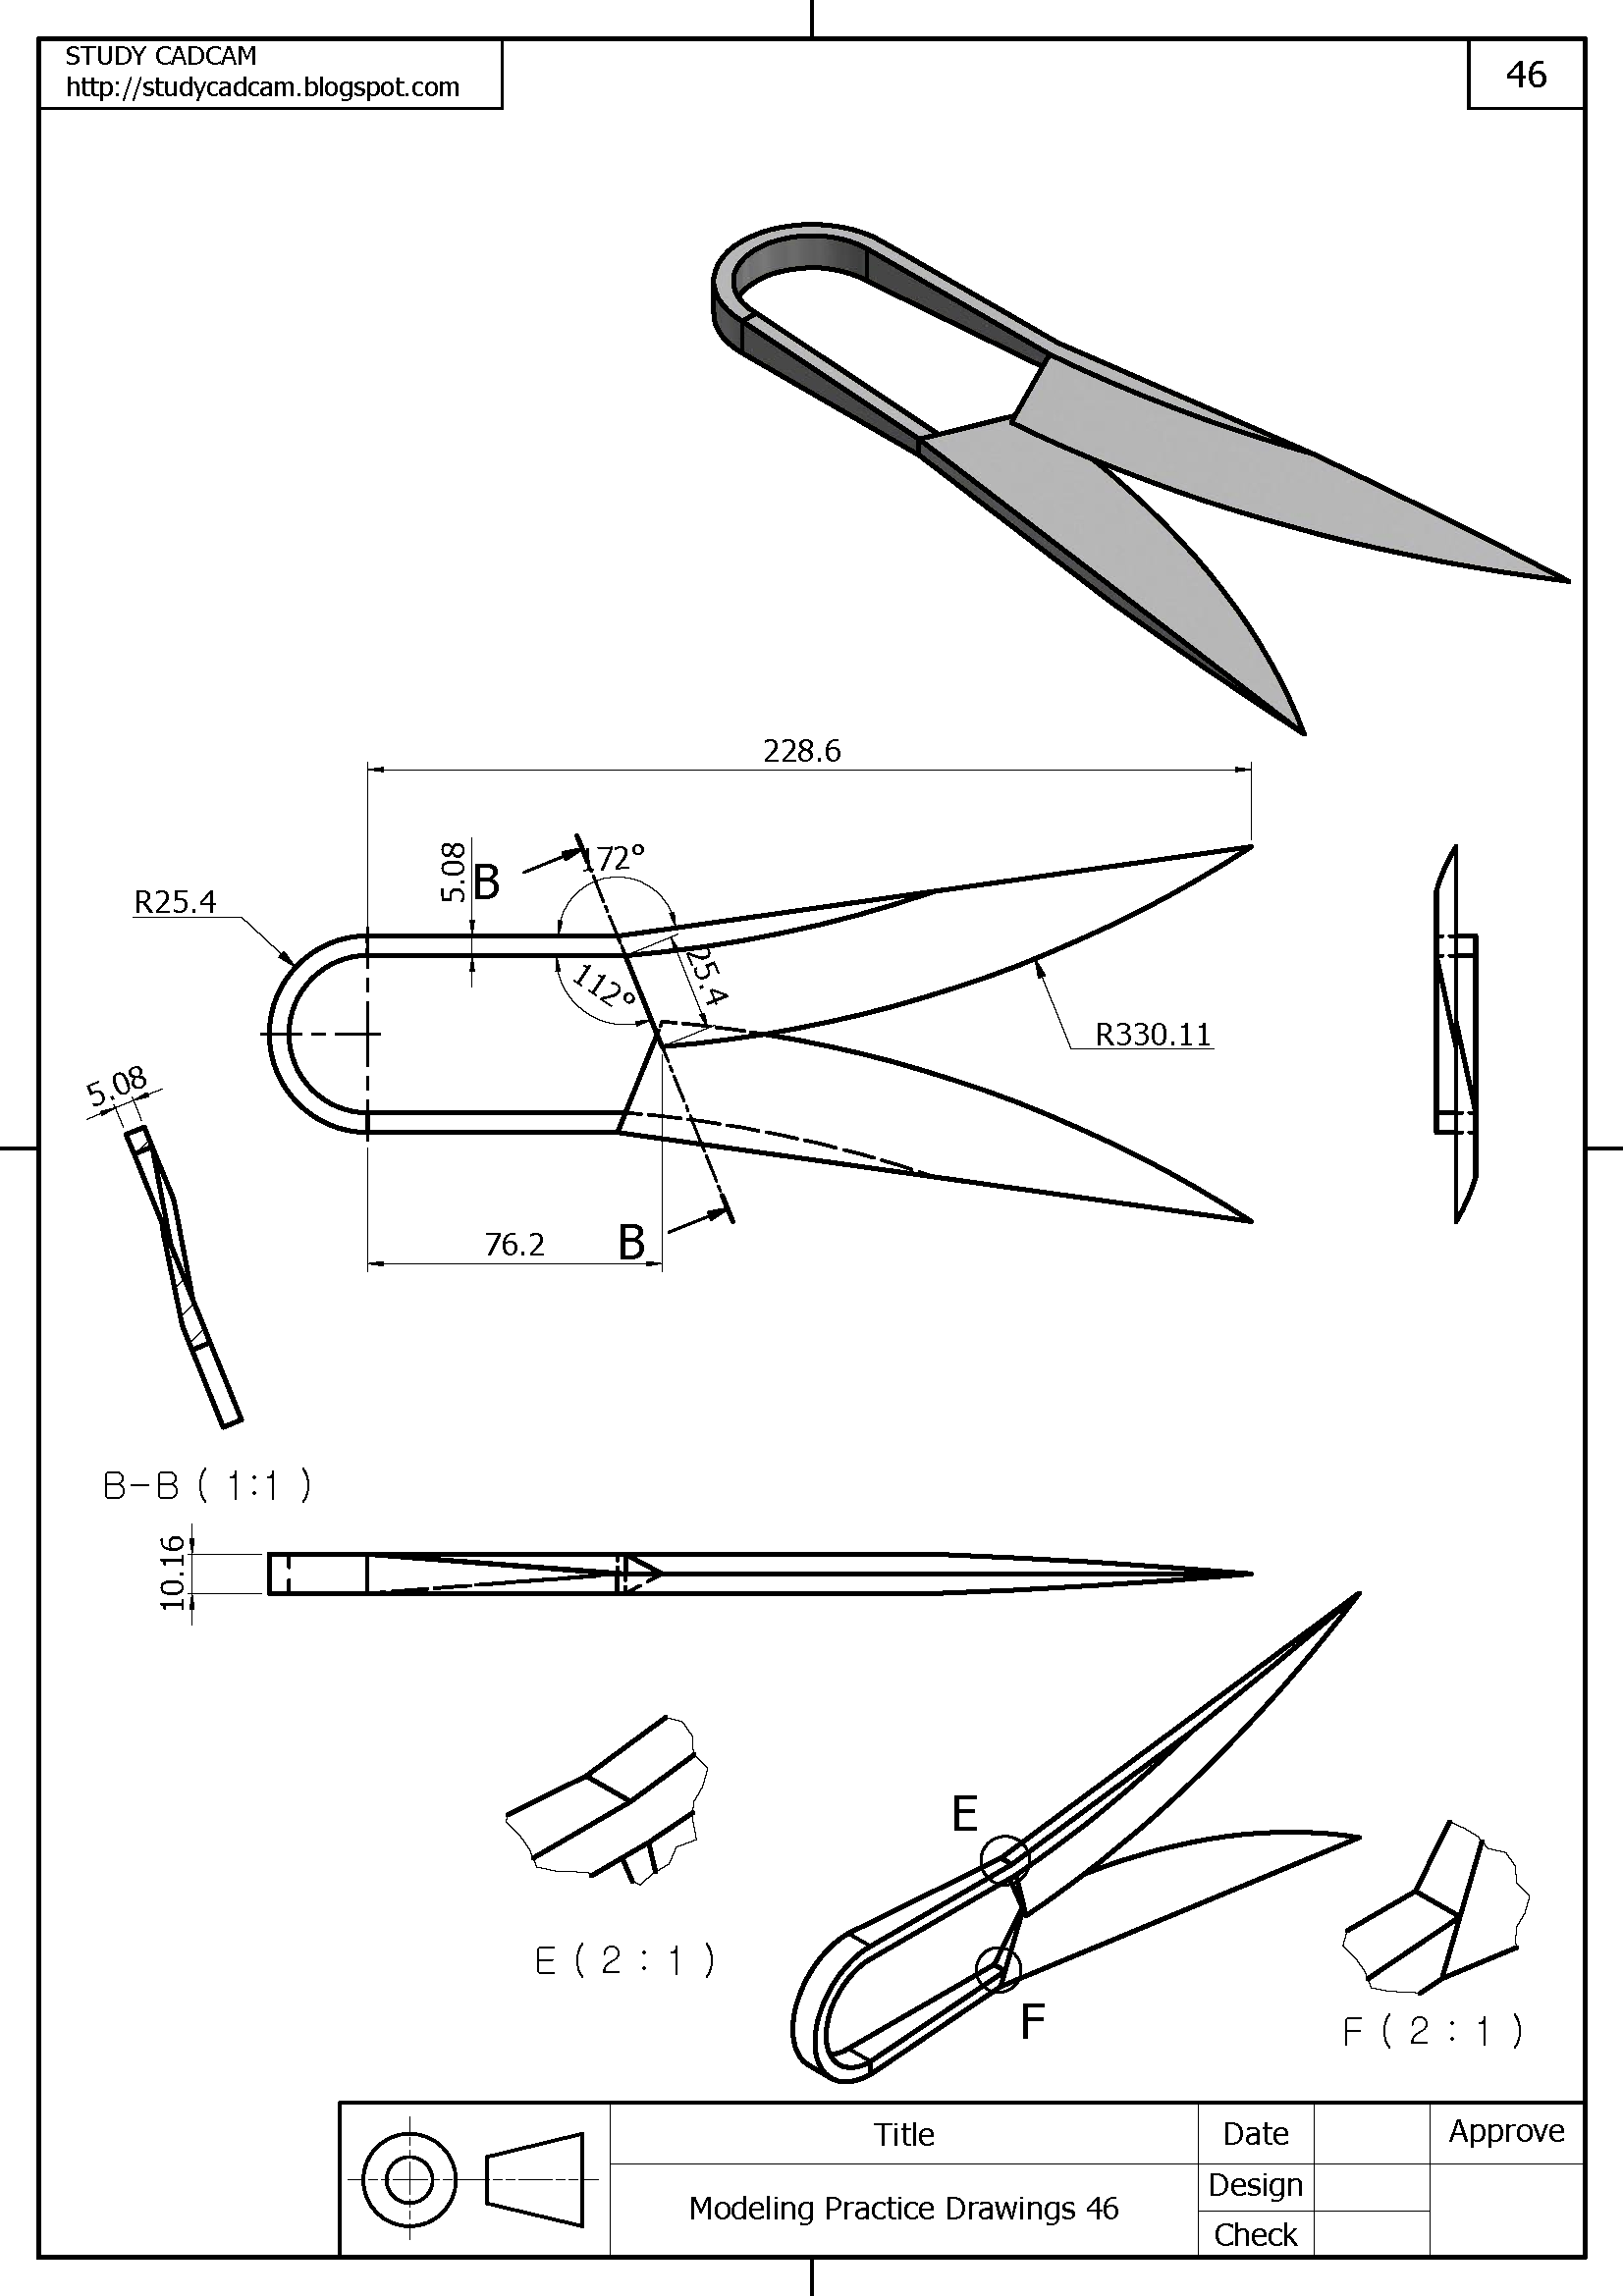 STUDY CADCAM
http://studycadcam.blogspot.com
46
228.6
B
172°
5.08
R25.4
25.4
112°
R330.11
5.08
76.2
B
B-B ( 1:1 )
10.16
E
E ( 2 : 1 )
F
F ( 2 : 1 )
Title
Date
Approve
Modeling Practice Drawings 46
Design
Check